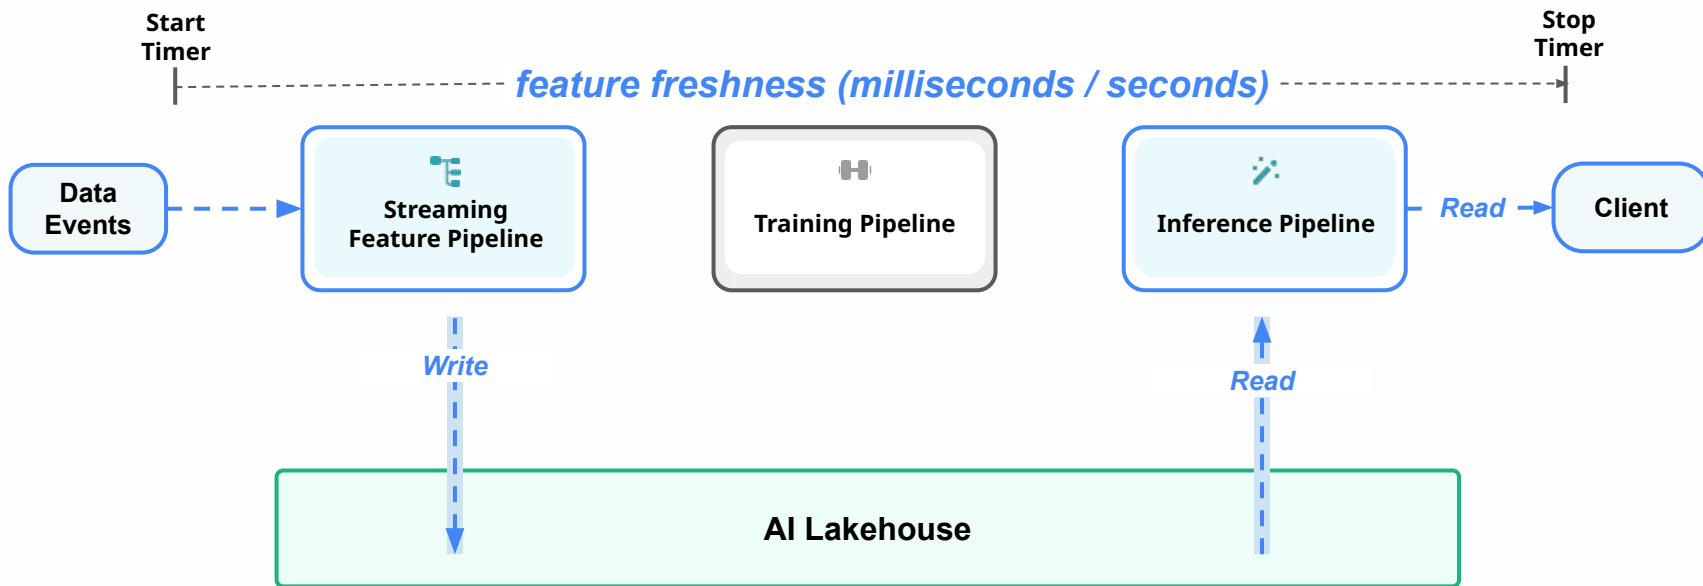 Start
Timer
Stop
Timer
feature freshness (milliseconds / seconds)
Data
Events
Streaming
Feature Pipeline
Training Pipeline
Inference Pipeline
Read
Client
Write
Read
AI Lakehouse